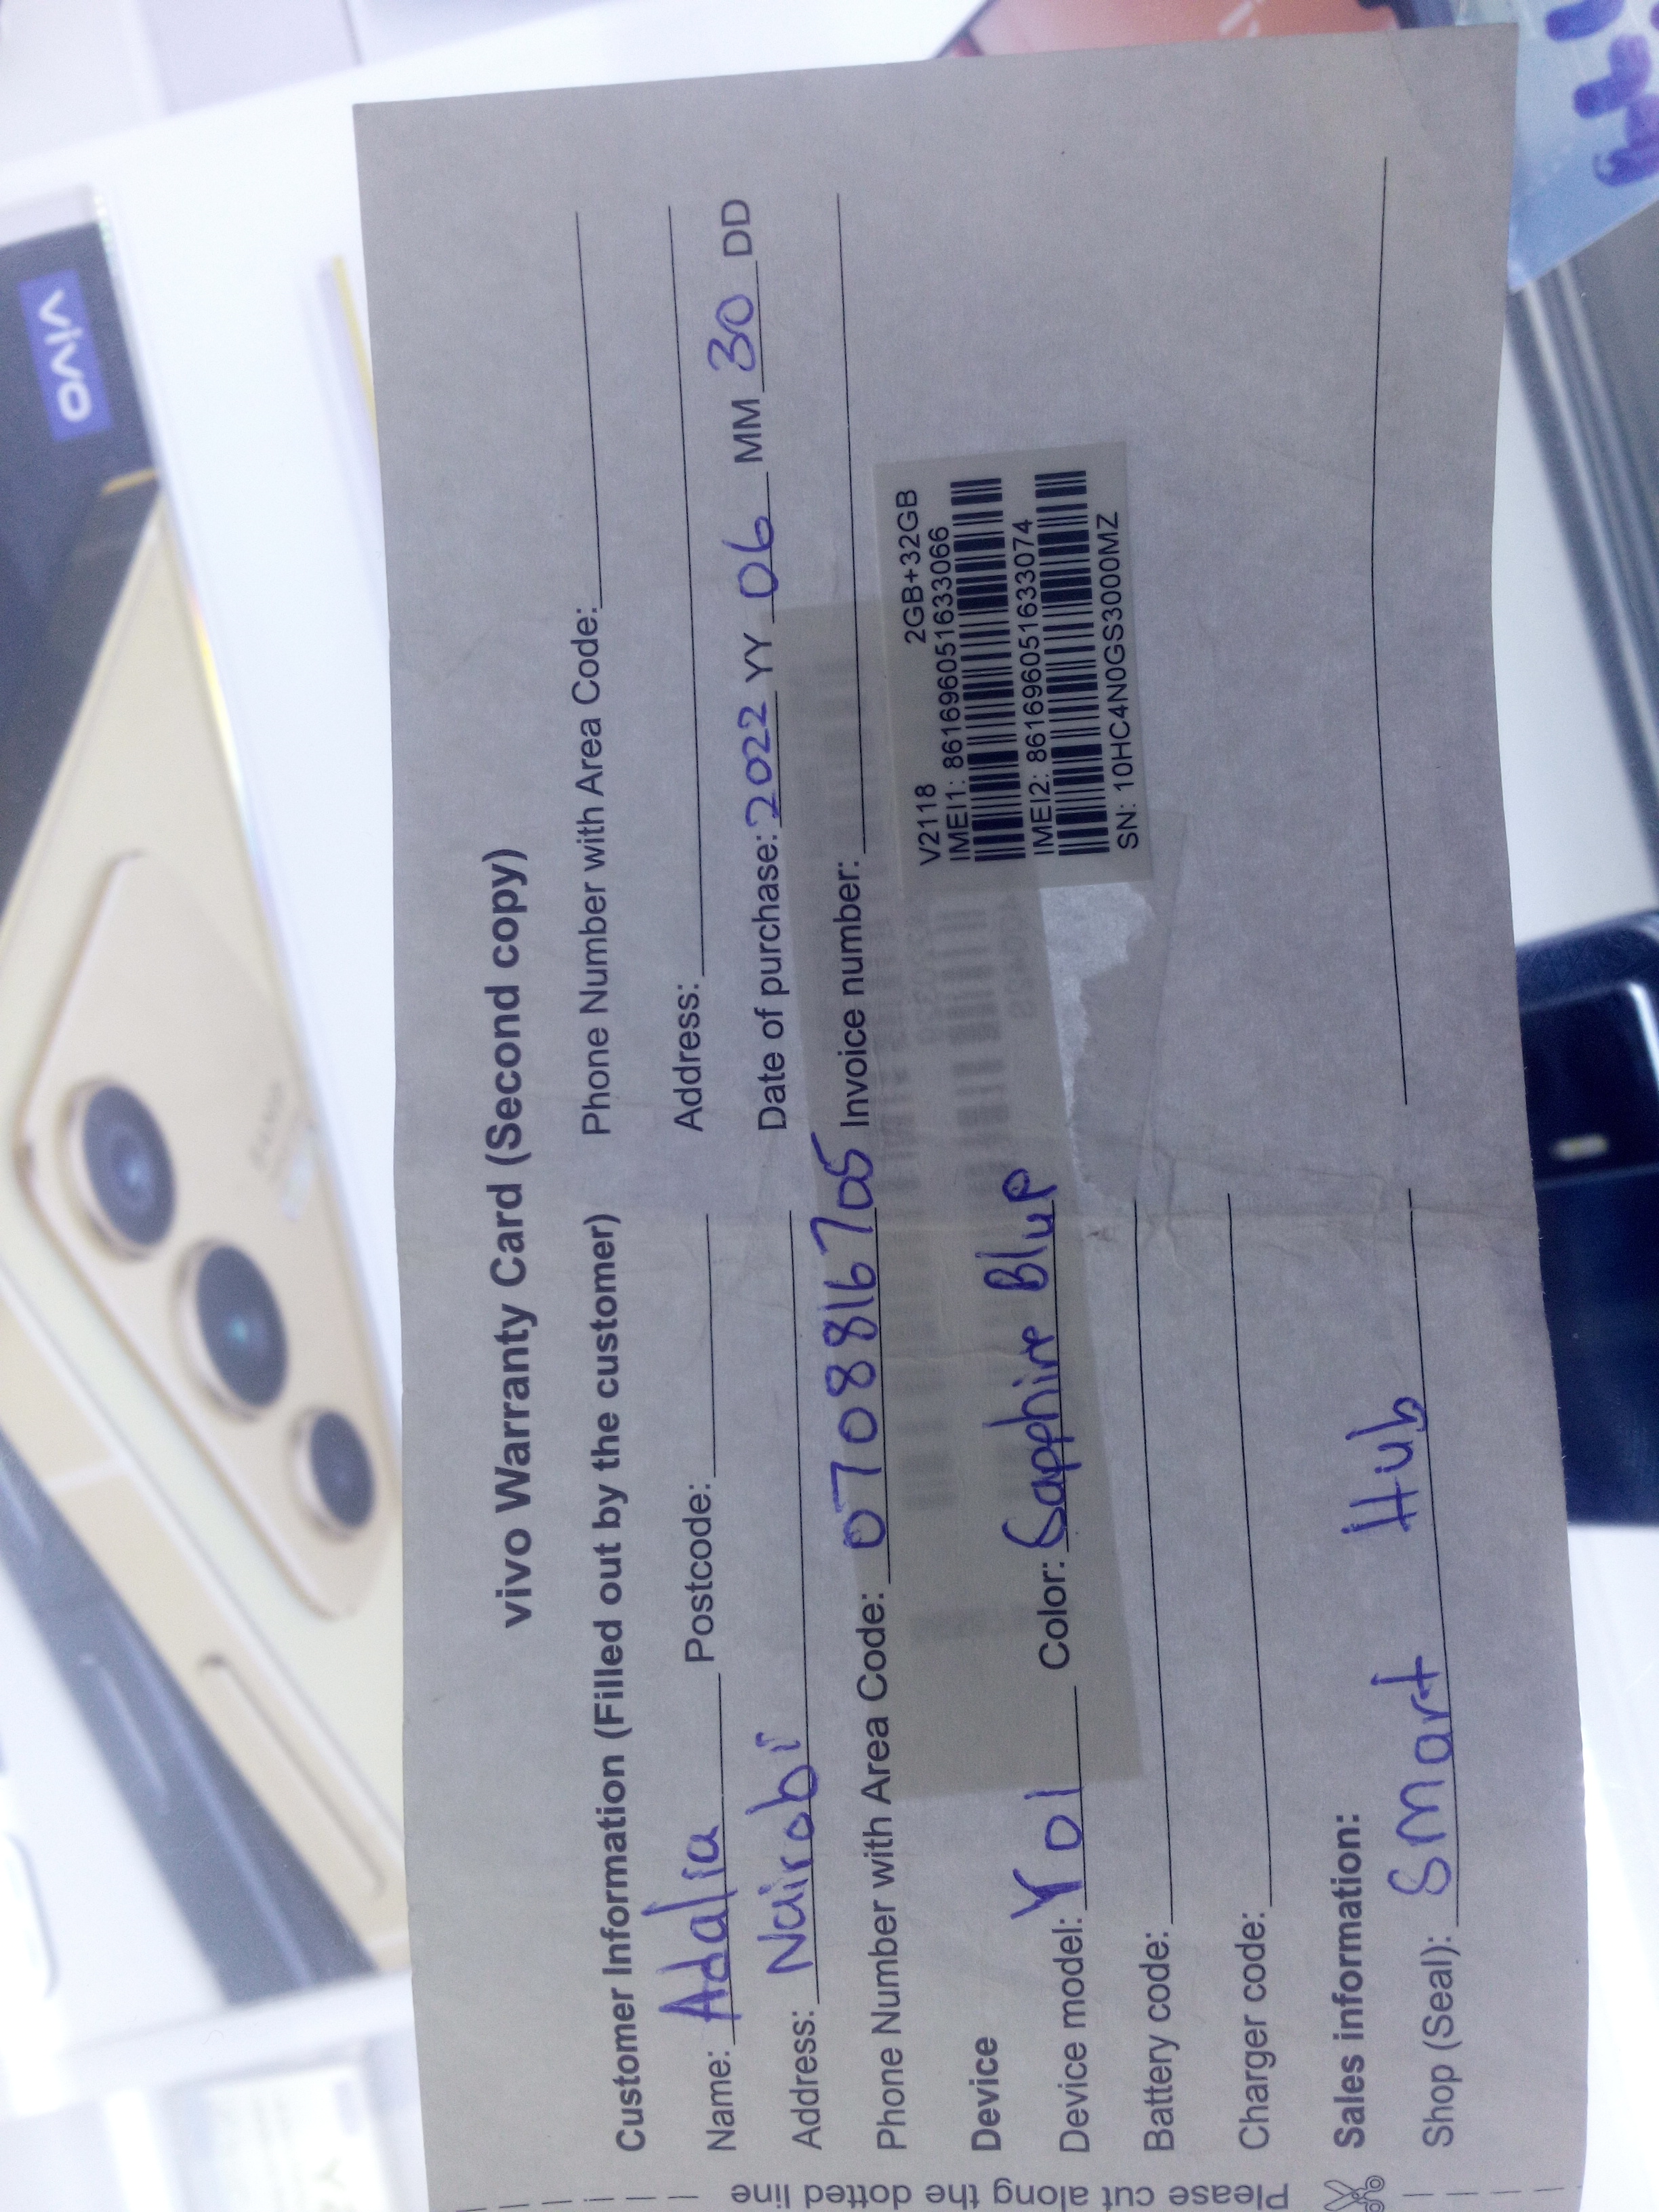 vivo
vivo Warranty Card (Second copy)
Customer Information (Filled out by the customer)
Name: Adalia Postcode:
Address: Nairobi
Phone Number with Area Code: 0708816705
Device
Device model: Y01 Color: Sapphire Blue
Battery code:
Charger code:
Sales information:
Shop (Seal): Smart Hub
Phone Number with Area Code:
Address:
Date of purchase: 2022 YY 06 MM 30 DD
Invoice number:
V2118 2GB+32GB
IMEI1: 861696051633066
IMEI2: 861696051633074
SN: 10HC4N0GS3000MZ
Please cut along the dotted line